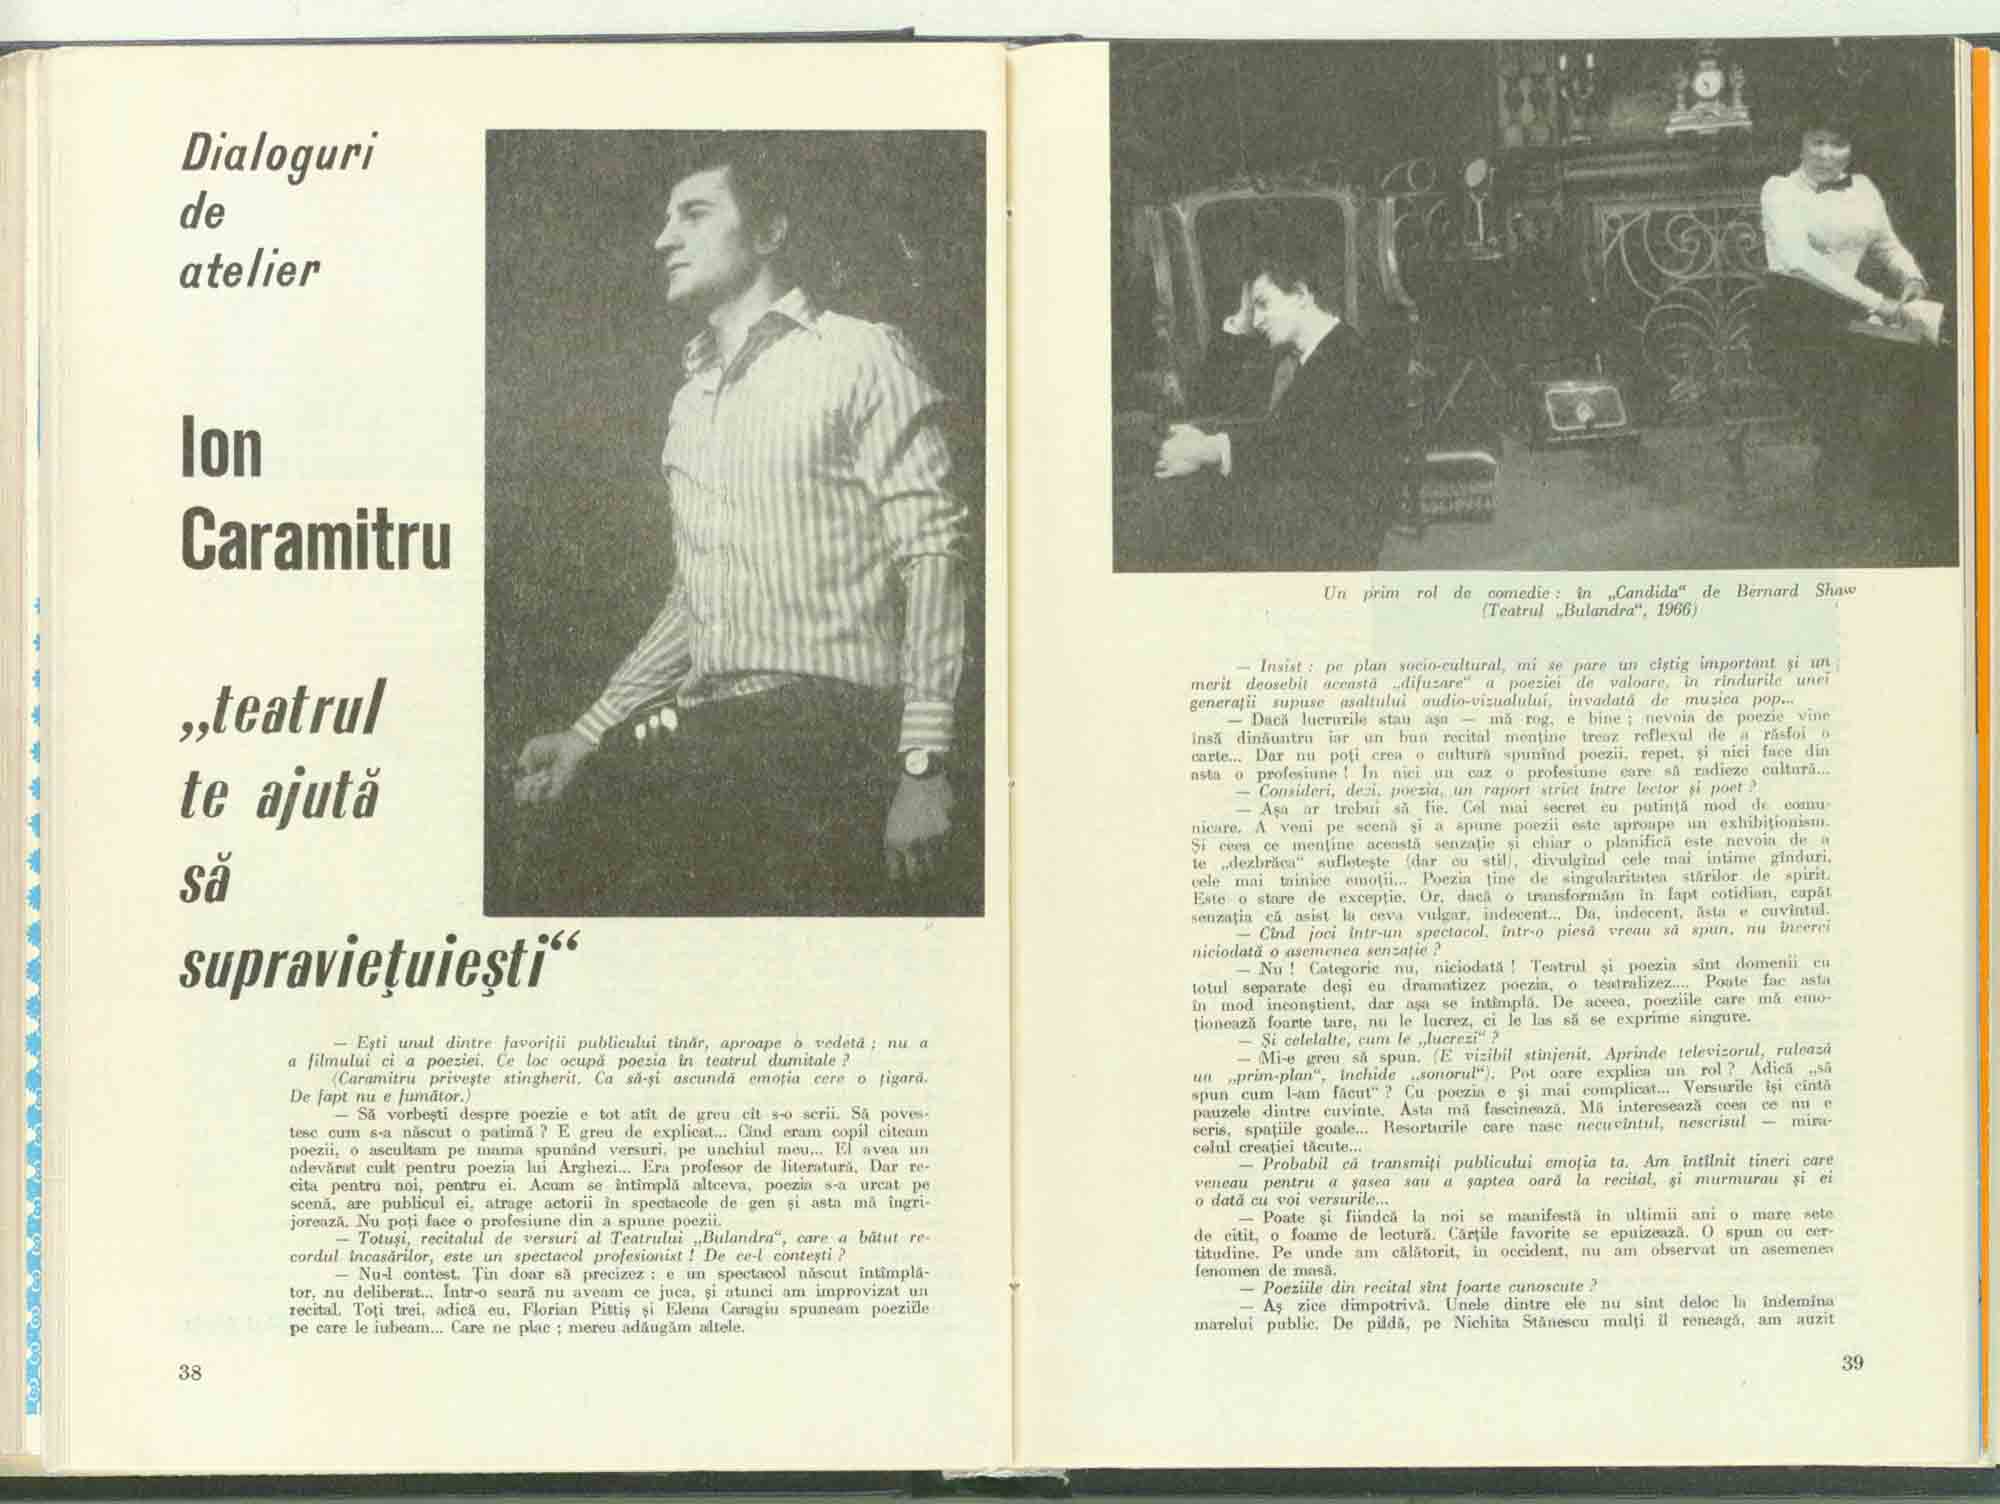 Dialoguri
de
atelier
Ion
Caramitru
„teatrul
te ajută
să
supravieţuieşti“
— Eşti unul dintre favoriţii publicului tînăr, aproape o vedetă ; nu a
a filmului ci a poeziei. Ce loc ocupă poezia în teatrul dumitale ?
(Caramitru priveşte stingherit. Ca să-şi ascundă emoţia cere o ţigară.
De fapt nu e fumător.)
— Să vorbeşti despre poezie e tot atît de greu cît s-o scrii. Să poves-
tesc cum s-a născut o patimă ? E greu de explicat... Cînd eram copil citeam
poezii, o ascultam pe mama spunînd versuri, pe unchiul meu... El avea un
adevărat cult pentru poezia lui Arghezi... Era profesor de literatură. Dar re-
cita pentru noi, pentru ei. Acum se întîmplă altceva, poezia s-a urcat pe
scenă, are publicul ei, atrage actorii în spectacole de gen şi asta mă îngri-
jorează. Nu poţi face o profesiune din a spune poezii.
— Totuşi, recitalul de versuri al Teatrului „Bulandra“, care a bătut re-
cordul încasărilor, este un spectacol profesionist ! De ce-l conteşti ?
— Nu-l contest. Ţin doar să precizez : e un spectacol născut întîmplă-
tor, nu deliberat... Într-o seară nu aveam ce juca, şi atunci am improvizat un
recital. Toţi trei, adică eu, Florian Pittiş şi Elena Caragiu spuneam poeziile
pe care le iubeam... Care ne plac ; mereu adăugăm altele.
38
Un prim rol de comedie : în „Candida“ de Bernard Shaw
(Teatrul „Bulandra“, 1966)
— Insist : pe plan socio-cultural, mi se pare un cîştig important şi un
merit deosebit această „difuzare“ a poeziei de valoare, în rîndurile unei
generaţii supuse asaltului audio-vizualului, invadată de muzica pop...
— Dacă lucrurile stau aşa — mă rog, e bine ; nevoia de poezie vine
însă dinăuntru iar un bun recital menţine treaz reflexul de a răsfoi o
carte... Dar nu poţi crea o cultură spunînd poezii, repet, şi nici face din
asta o profesiune ! În nici un caz o profesiune care să radieze cultură...
— Consideri, deci, poezia, un raport strict între lector şi poet ?
— Aşa ar trebui să fie. Cel mai secret cu putinţă mod de comu-
nicare. A veni pe scenă şi a spune poezii este aproape un exhibiţionism.
Şi ceea ce menţine această senzaţie şi chiar o planifică este nevoia de a
te „dezbrăca“ sufleteşte (dar cu stil), divulgînd cele mai intime gînduri,
cele mai tainice emoţii... Poezia ţine de singularitatea stărilor de spirit.
Este o stare de excepţie. Or, dacă o transformăm în fapt cotidian, capăt
senzaţia că asist la ceva vulgar, indecent... Da, indecent, ăsta e cuvîntul.
— Cînd joci într-un spectacol, într-o piesă vreau să spun, nu încerci
niciodată o asemenea senzaţie ?
— Nu ! Categoric nu, niciodată ! Teatrul şi poezia sînt domenii cu
totul separate deşi eu dramatizez poezia, o teatralizez.... Poate fac asta
în mod inconştient, dar aşa se întîmplă. De aceea, poeziile care mă emo-
ţionează foarte tare, nu le lucrez, ci le las să se exprime singure.
— Şi celelalte, cum le „lucrezi“ ?
— Mi-e greu să spun. (E vizibil stînjenit. Aprinde televizorul, rulează
un „prim-plan“, închide „sonorul“). Pot oare explica un rol ? Adică „să
spun cum l-am făcut“ ? Cu poezia e şi mai complicat... Versurile îşi cîntă
pauzele dintre cuvinte. Asta mă fascinează. Mă interesează ceea ce nu e
scris, spaţiile goale... Resorturile care nasc necuvîntul, nescrisul — mira-
colul creaţiei tăcute...
— Probabil că transmiţi publicului emoţia ta. Am întîlnit tineri care
veneau pentru a şasea sau a şaptea oară la recital, şi murmurau şi ei
o dată cu voi versurile...
— Poate şi fiindcă la noi se manifestă în ultimii ani o mare sete
de citit, o foame de lectură. Cărţile favorite se epuizează. O spun cu cer-
titudine. Pe unde am călătorit, în occident, nu am observat un asemenea
fenomen de masă.
— Poeziile din recital sînt foarte cunoscute ?
— Aş zice dimpotrivă. Unele dintre ele nu sînt deloc la îndemîna
marelui public. De pildă, pe Nichita Stănescu mulţi îl reneagă, am auzit
39